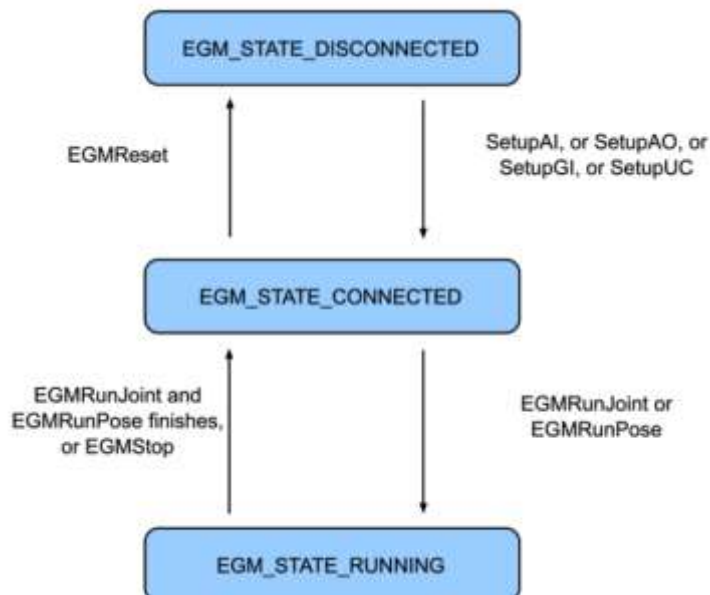 EGM_STATE_DISCONNECTED
EGMReset
SetupAI, or SetupAO, or
SetupGI, or SetupUC
EGM_STATE_CONNECTED
EGMRunJoint and
EGMRunPose finishes,
or EGMStop
EGMRunJoint or
EGMRunPose
EGM_STATE_RUNNING